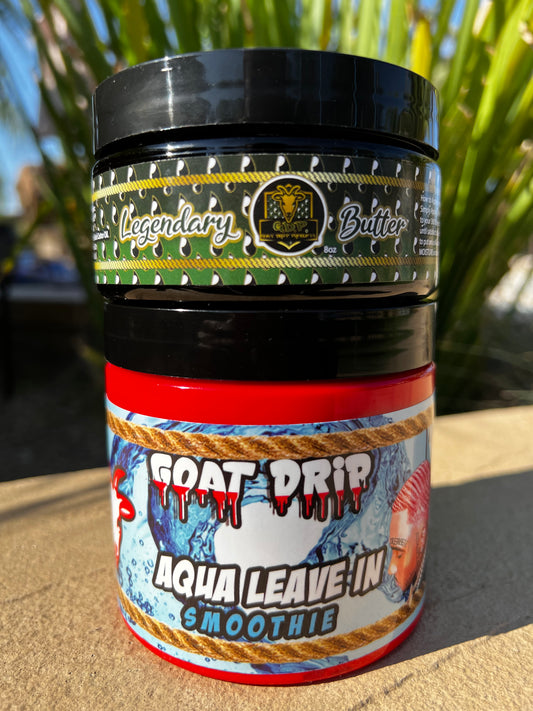 Legendary
Butter
8oz
GOAT DRiP
AQUA LEAVE IN
SMOOTHIE